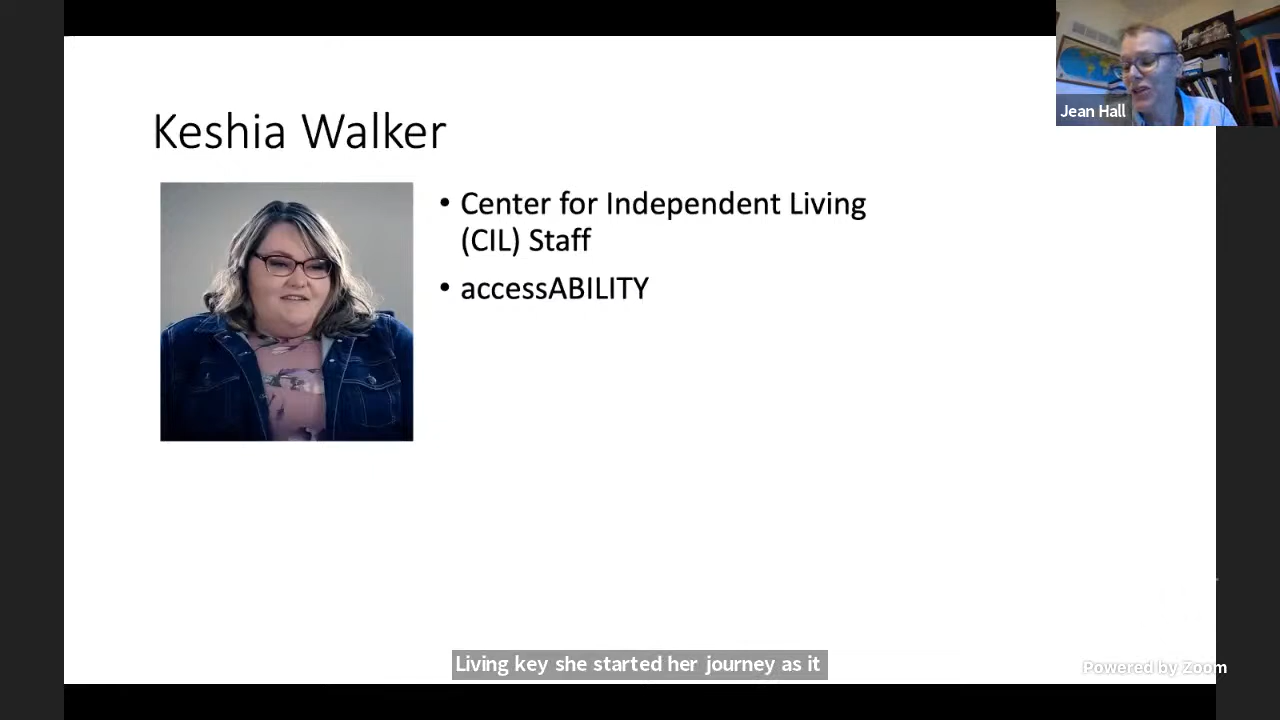 Jean Hall
Keshia Walker
• Center for Independent Living
(CIL) Staff
• accessABILITY
Living key she started her journey as it
Powered by Zoom